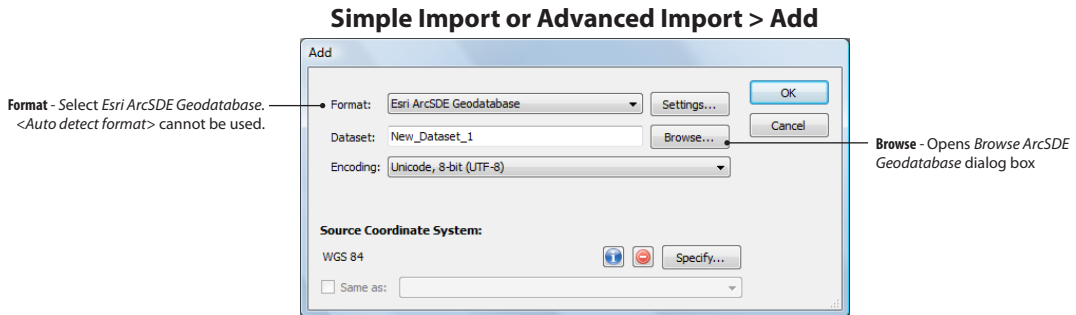 Simple Import or Advanced Import > Add
Add
Format - Select Esri ArcSDE Geodatabase.
<Auto detect format> cannot be used.
Format: Esri ArcSDE Geodatabase Settings... OK
Dataset: New_Dataset_1 Browse... Cancel
Browse - Opens Browse ArcSDE
Geodatabase dialog box
Encoding: Unicode, 8-bit (UTF-8)
Source Coordinate System:
WGS 84 Specify...
Same as: